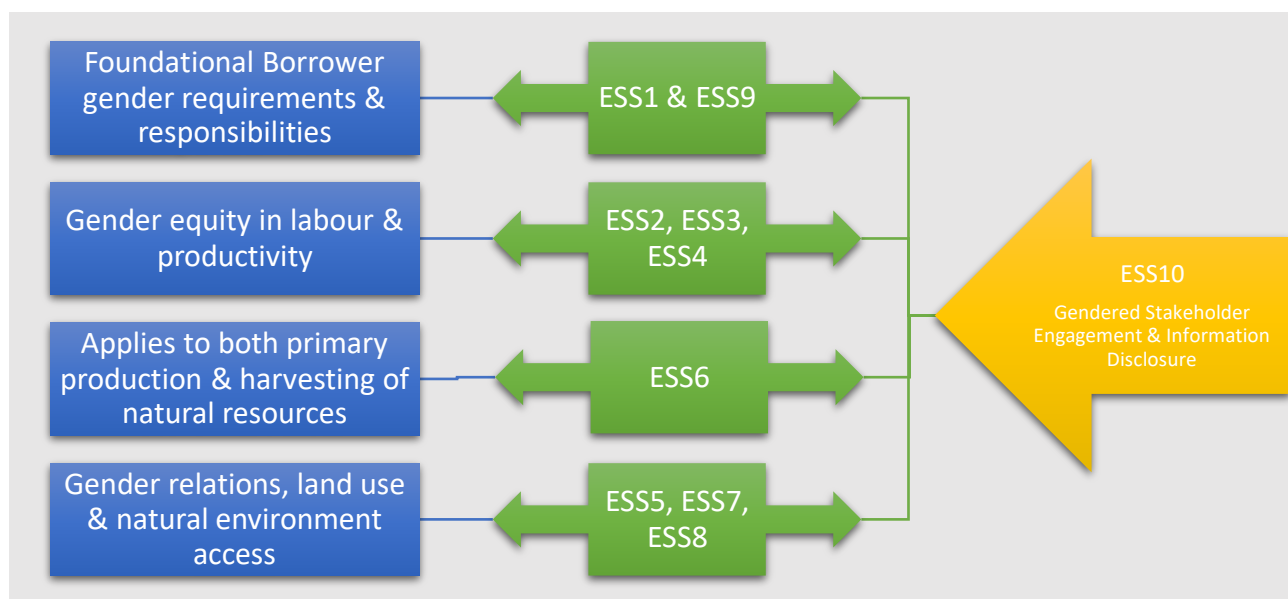 Foundational Borrower
gender requirements &
responsibilities
ESS1 & ESS9
Gender equity in labour &
productivity
ESS2, ESS3,
ESS4
Applies to both primary
production & harvesting of
natural resources
ESS6
Gender relations, land use
& natural environment
access
ESS5, ESS7,
ESS8
ESS10
Gendered Stakeholder
Engagement & Information
Disclosure